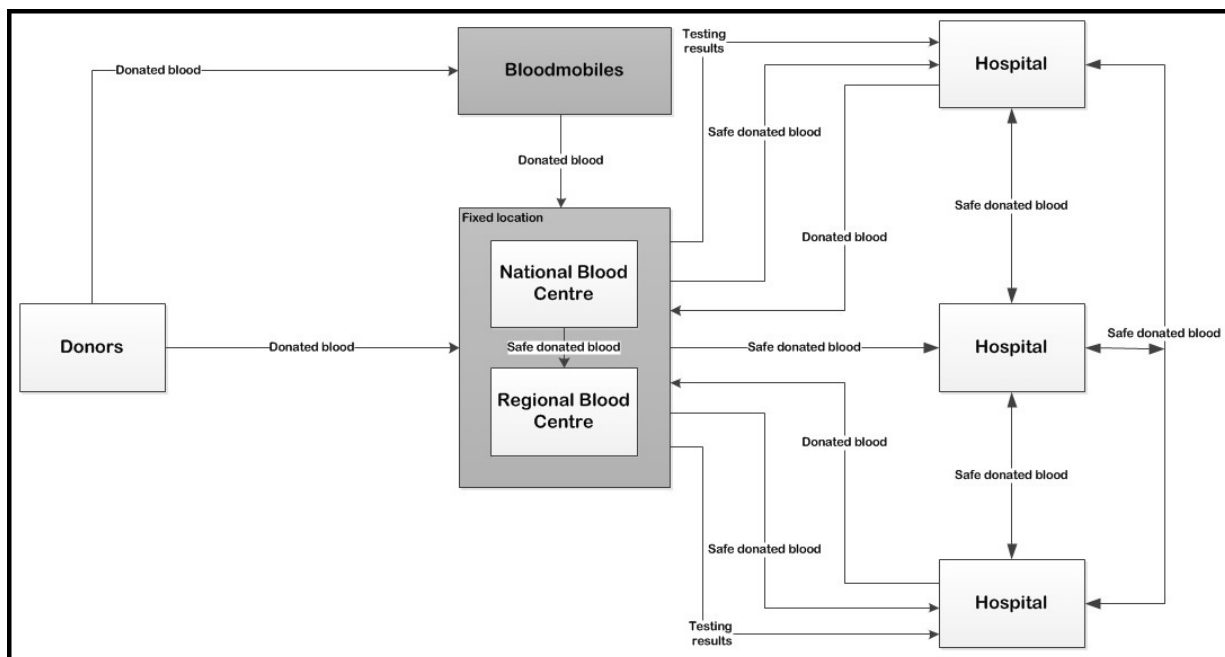 Testing
results
Donated blood
Bloodmobiles
Hospital
Safe donated blood
Donated blood
Safe donated blood
Fixed location
Donated blood
National Blood
Centre
Donors
Donated blood
Safe donated blood
Safe donated blood
Hospital
Safe donated blood
Regional Blood
Centre
Donated blood
Safe donated blood
Safe donated blood
Hospital
Testing
results